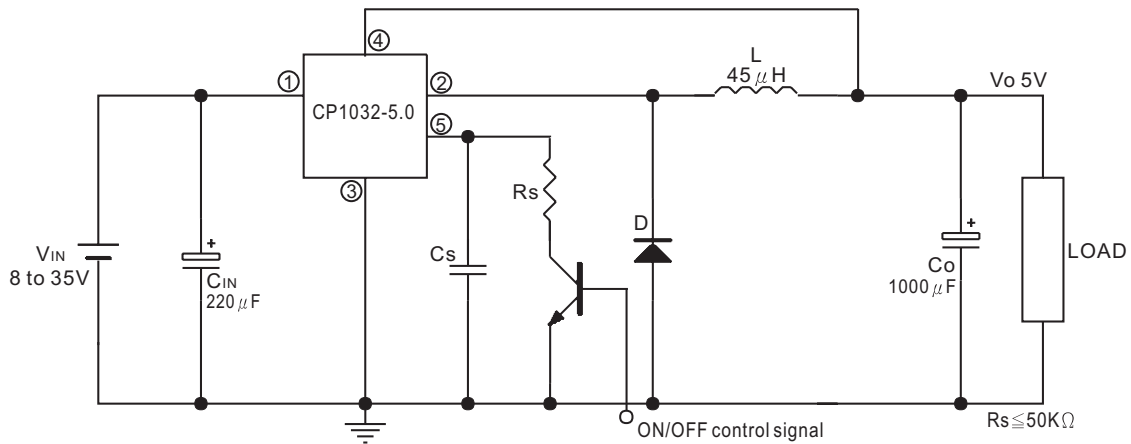 ④
L
45μH
Vo 5V
①
②
CP1032-5.0
⑤
③
Rs
D
Cs
VIN
8 to 35V
CIN
220μF
+
+
Co
1000μF
LOAD
ON/OFF control signal
Rs≦50KΩ